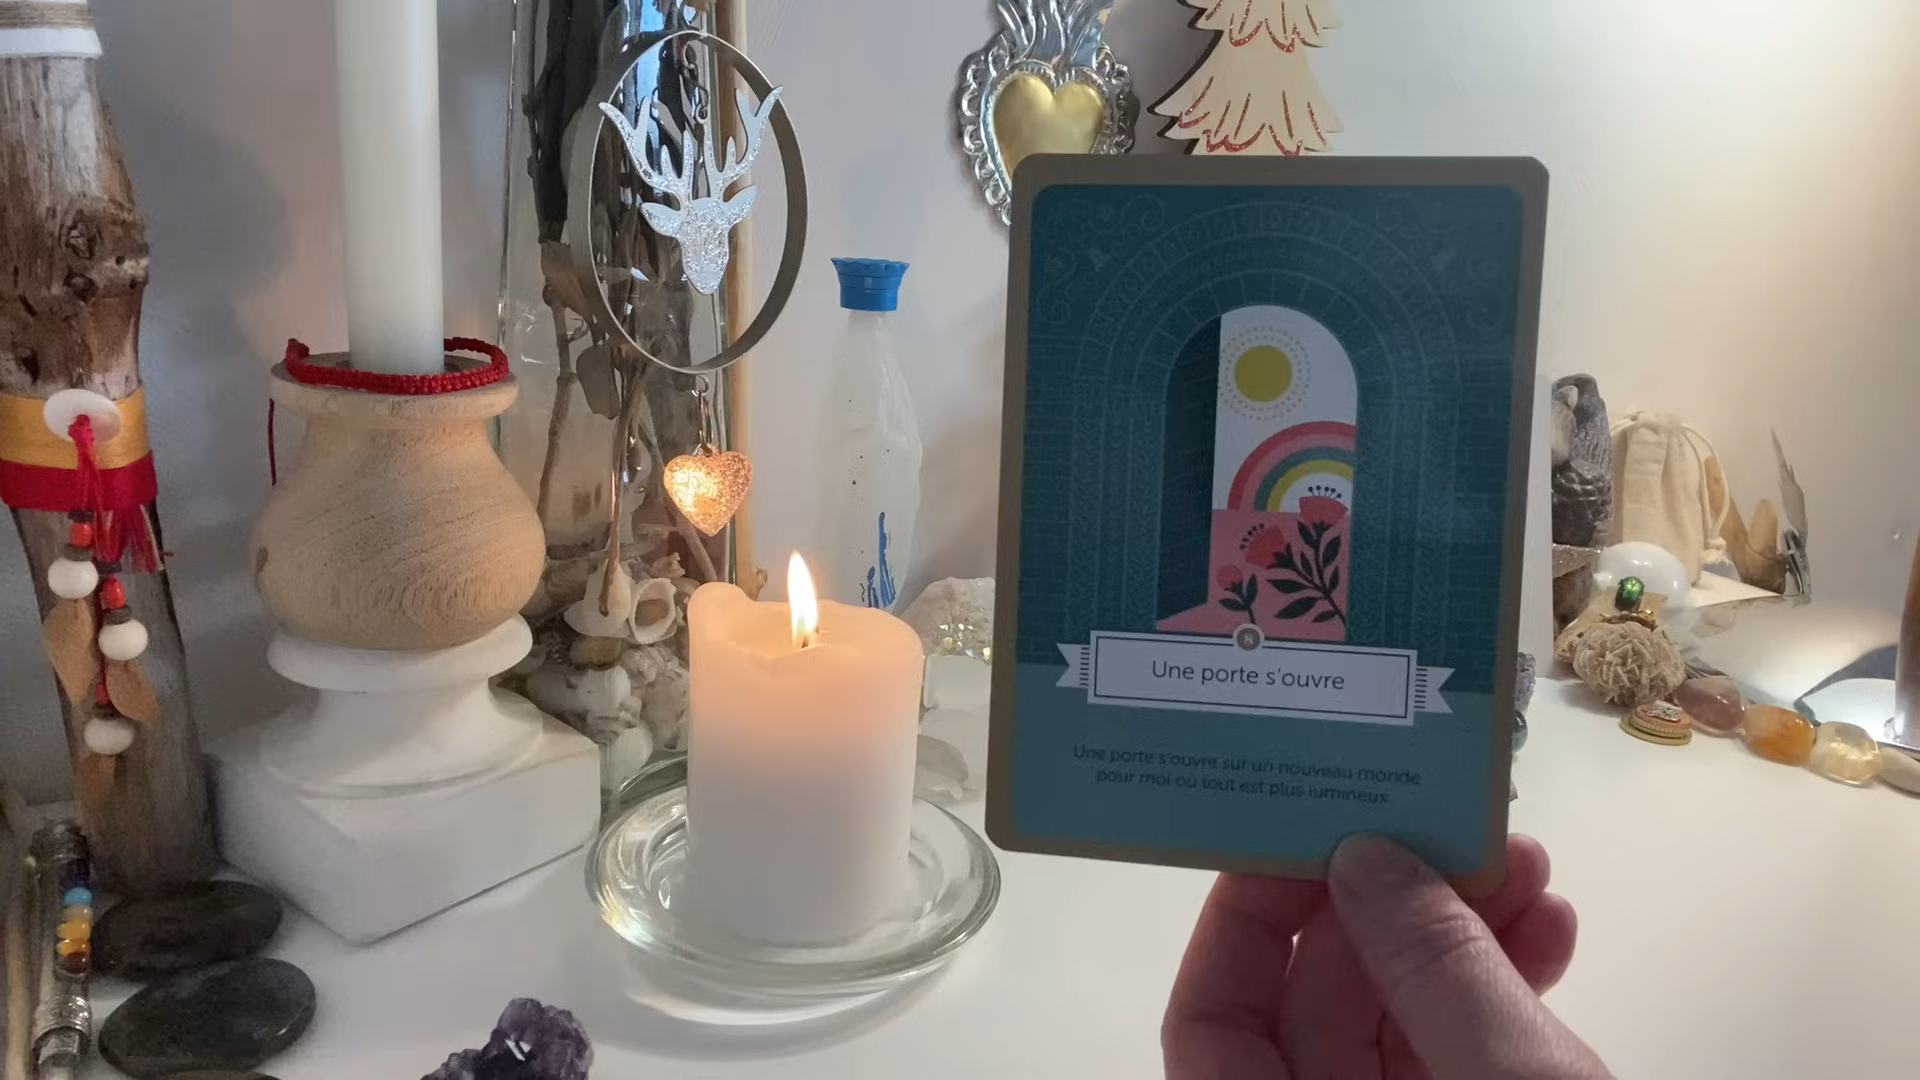 8
Une porte s'ouvre
Une porte s'ouvre sur un nouveau monde
pour moi où tout est plus lumineux